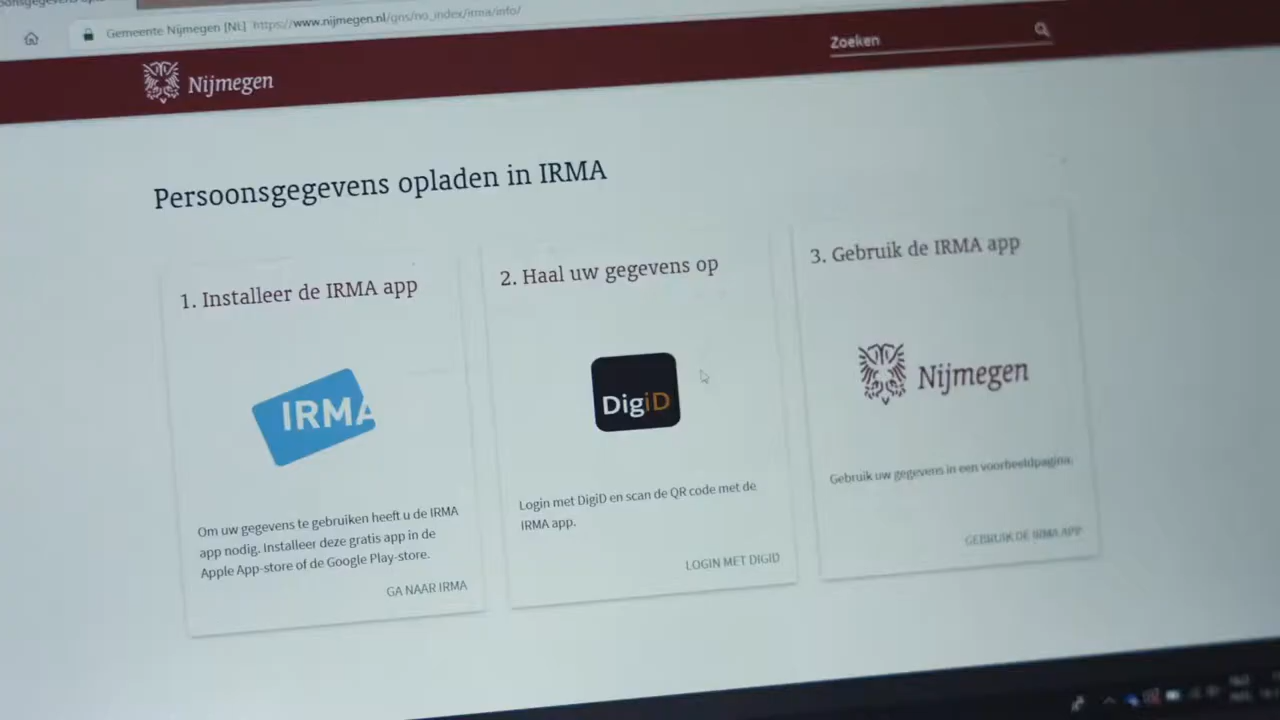 Gemeente Nijmegen [NL] https://www.nijmegen.nl/gns/no_index/irma/info/
Nijmegen
Zoeken
Persoonsgegevens opladen in IRMA
1. Installeer de IRMA app
IRMA
Om uw gegevens te gebruiken heeft u de IRMA
app nodig. Installeer deze gratis app in de
Apple App-store of de Google Play-store.
GA NAAR IRMA
2. Haal uw gegevens op
DigiD
Login met DigiD en scan de QR code met de
IRMA app.
LOGIN MET DIGID
3. Gebruik de IRMA app
Nijmegen
Gebruik uw gegevens in een voorbeeldpagina.
GEBRUIK DE IRMA APP